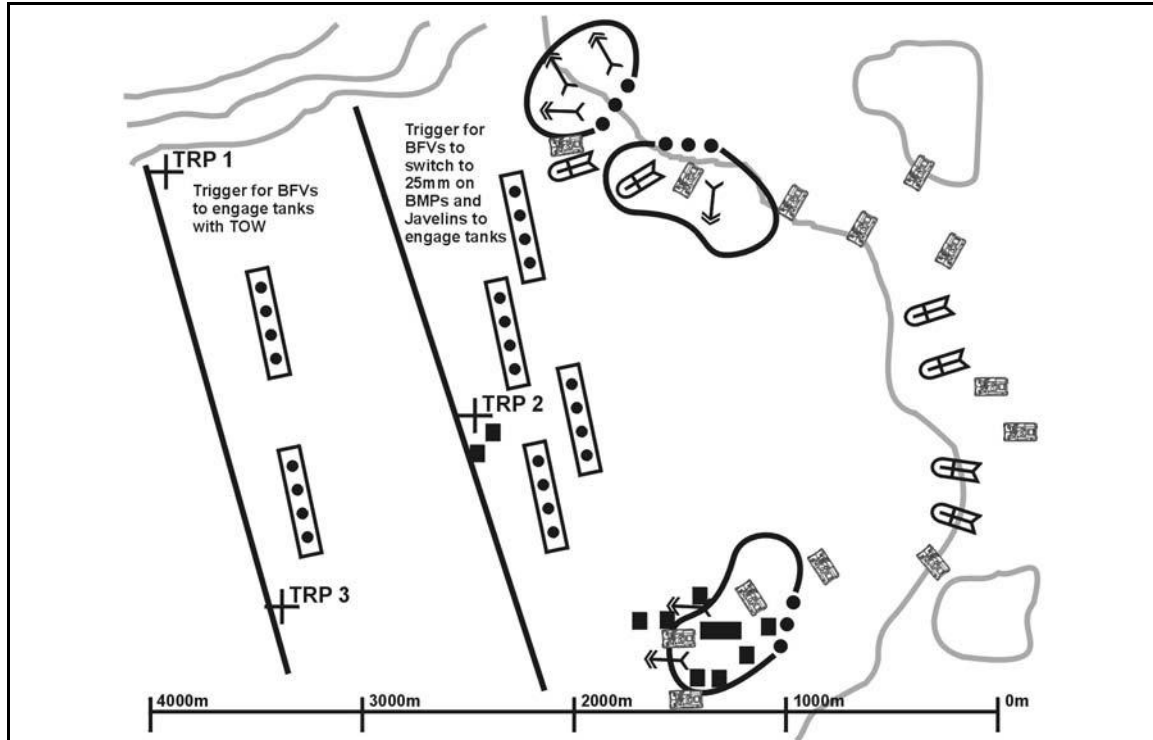 TRP 1
Trigger for BFVs
to engage tanks
with TOW
Trigger for
BFVs to
switch to
25mm on
BMPs and
Javelins to
engage tanks
TRP 2
TRP 3
4000m 3000m 2000m 1000m 0m